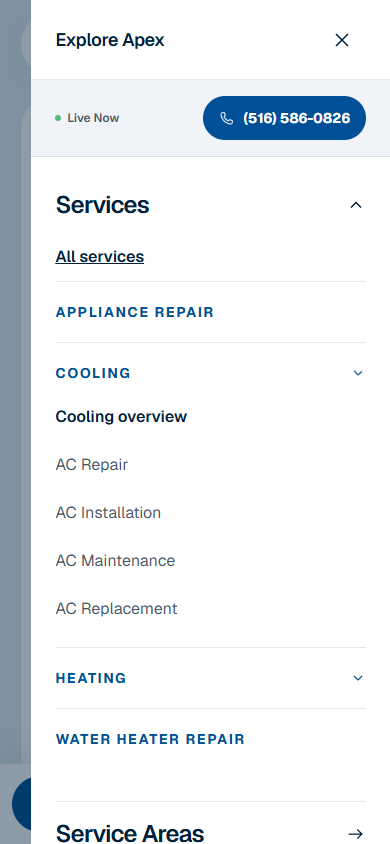 Explore Apex
Live Now
(516) 586-0826
Services
All services
APPLIANCE REPAIR
COOLING
Cooling overview
AC Repair
AC Installation
AC Maintenance
AC Replacement
HEATING
WATER HEATER REPAIR
Service Areas